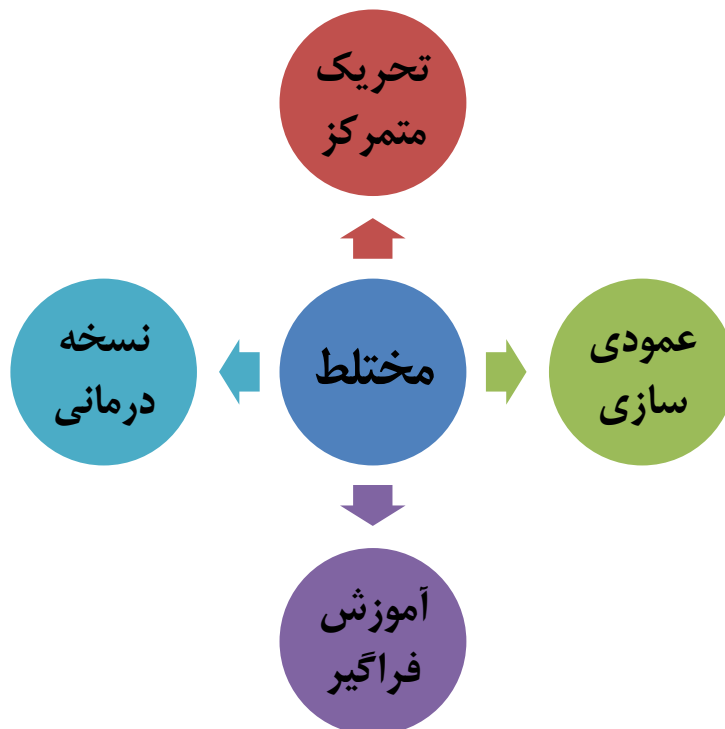 تحریک
متمرکز
عمودی
سازی
مختلط
نسخه
درمانی
آموزش
فراگیر